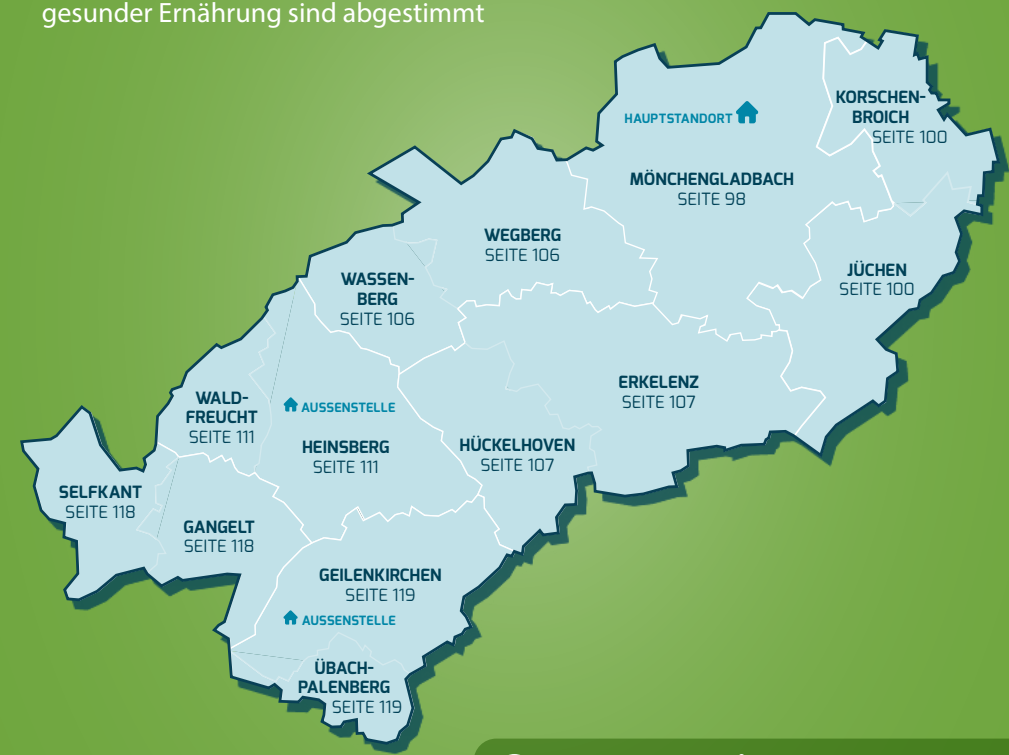 gesunder Ernährung sind abgestimmt
KORSCHEN-
BROICH
SEITE 100
HAUPTSTANDORT
MÖNCHENGLADBACH
SEITE 98
WEGBERG
SEITE 106
JÜCHEN
SEITE 100
WASSEN-
BERG
SEITE 106
ERKELENZ
SEITE 107
WALD-
FREUCHT
SEITE 111
AUSSENSTELLE
HEINSBERG
SEITE 111
HÜCKELHOVEN
SEITE 107
SELFKANT
SEITE 118
GANGELT
SEITE 118
GEILENKIRCHEN
SEITE 119
AUSSENSTELLE
ÜBACH-
PALENBERG
SEITE 119